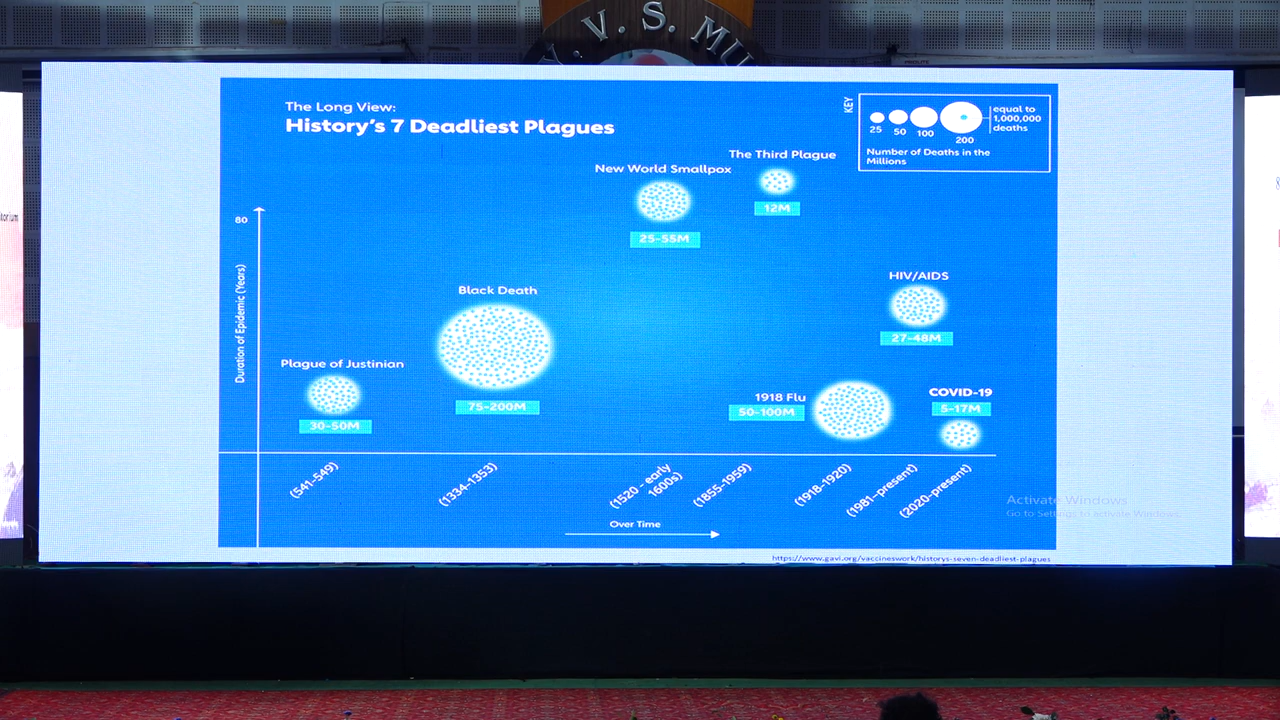 V. S. MU
The Long View:
History's 7 Deadliest Plagues
KEY
25
50
100
200
equal to
1,000,000
deaths
Number of Deaths in the
Millions
The Third Plague
12M
New World Smallpox
25-55M
80
Duration of Epidemic (Years)
HIV/AIDS
27-48M
Black Death
75-200M
Plague of Justinian
30-50M
1918 Flu
50-100M
COVID-19
5-17M
(541-549)
(1334-1353)
(1520 - early
1600s)
(1855-1959)
(1918-1920)
(1981-present)
(2020-present)
Over Time
Activate Windows
Go to Settings to activate Windows.
https://www.gavi.org/vaccineswork/historys-seven-deadliest-plagues